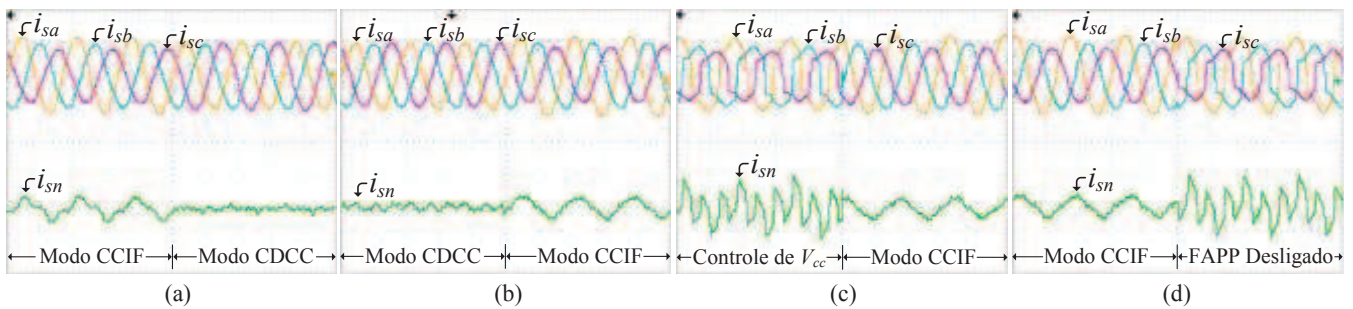 i_sa i_sb i_sc
i_sn
Modo CCIF Modo CDCC
(a)
i_sa i_sb i_sc
i_sn
Modo CDCC Modo CCIF
(b)
i_sa i_sb i_sc
i_sn
Controle de V_cc Modo CCIF
(c)
i_sa i_sb i_sc
i_sn
Modo CCIF FAPP Desligado
(d)